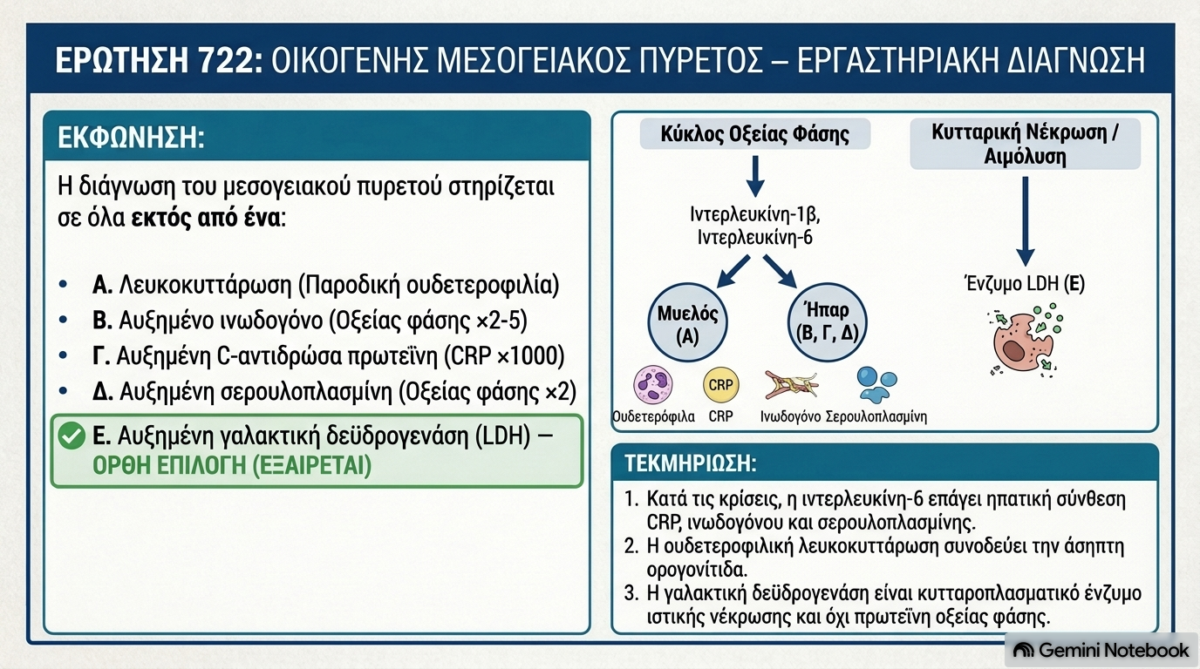 ΕΡΩΤΗΣΗ 722: ΟΙΚΟΓΕΝΗΣ ΜΕΣΟΓΕΙΑΚΟΣ ΠΥΡΕΤΟΣ – ΕΡΓΑΣΤΗΡΙΑΚΗ ΔΙΑΓΝΩΣΗ
ΕΚΦΩΝΗΣΗ:
Η διάγνωση του μεσογειακού πυρετού στηρίζεται
σε όλα εκτός από ένα:
• Α. Λευκοκυττάρωση (Παροδική ουδετεροφιλία)
• Β. Αυξημένο ινωδογόνο (Οξείας φάσης ×2-5)
• Γ. Αυξημένη C-αντιδρώσα πρωτεΐνη (CRP ×1000)
• Δ. Αυξημένη σερουλοπλασμίνη (Οξείας φάσης ×2)
Ε. Αυξημένη γαλακτική δεϋδρογενάση (LDH) –
ΟΡΘΗ ΕΠΙΛΟΓΗ (ΕΞΑΙΡΕΤΑΙ)
Κύκλος Οξείας Φάσης
Ιντερλευκίνη-1β,
Ιντερλευκίνη-6
Μυελός
(Α)
Ήπαρ
(Β, Γ, Δ)
CRP
Ουδετερόφιλα CRP Ινωδογόνο Σερουλοπλασμίνη
Κυτταρική Νέκρωση /
Αιμόλυση
Ένζυμο LDH (Ε)
ΤΕΚΜΗΡΙΩΣΗ:
1. Κατά τις κρίσεις, η ιντερλευκίνη-6 επάγει ηπατική σύνθεση
CRP, ινωδογόνου και σερουλοπλασμίνης.
2. Η ουδετεροφιλική λευκοκυττάρωση συνοδεύει την άσηπτη
ορογονίτιδα.
3. Η γαλακτική δεϋδρογενάση είναι κυτταροπλασματικό ένζυμο
ιστικής νέκρωσης και όχι πρωτεΐνη οξείας φάσης.
Gemini Notebook